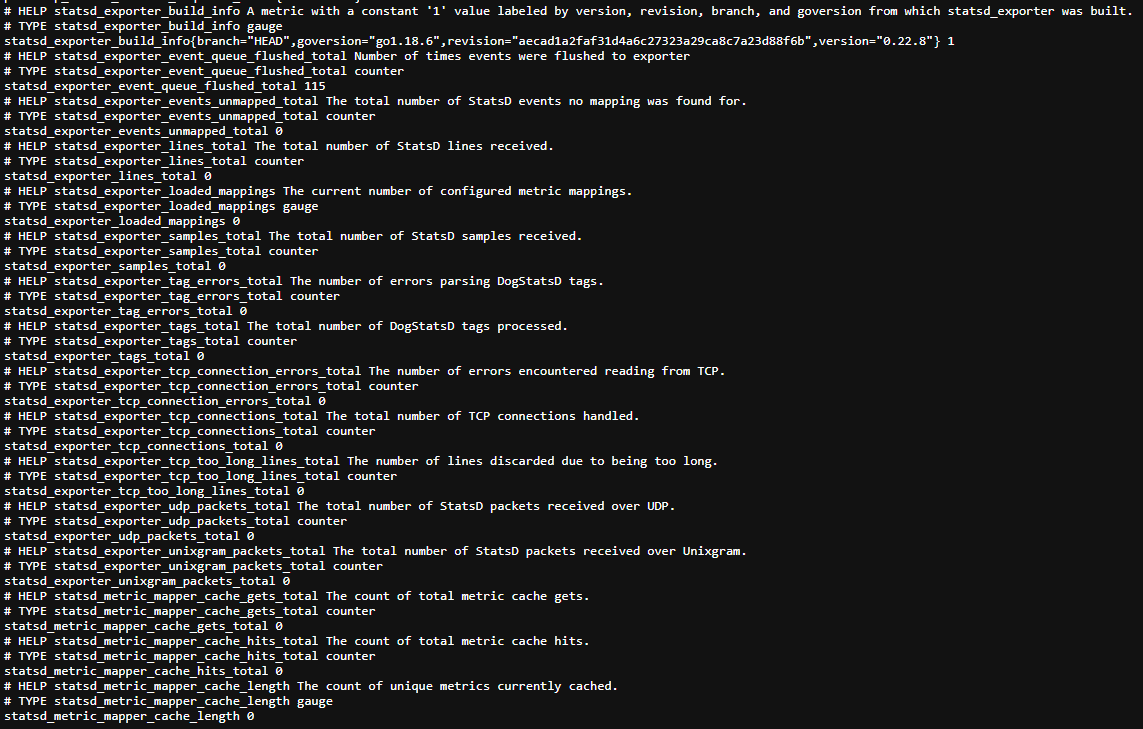 # HELP statsd_exporter_build_info A metric with a constant '1' value labeled by version, revision, branch, and goversion from which statsd_exporter was built.
# TYPE statsd_exporter_build_info gauge
statsd_exporter_build_info{branch="HEAD",goversion="go1.18.6",revision="aecad1a2faf31d4a6c27323a29ca8c7a23d88f6b",version="0.22.8"} 1
# HELP statsd_exporter_event_queue_flushed_total Number of times events were flushed to exporter
# TYPE statsd_exporter_event_queue_flushed_total counter
statsd_exporter_event_queue_flushed_total 115
# HELP statsd_exporter_events_unmapped_total The total number of StatsD events no mapping was found for.
# TYPE statsd_exporter_events_unmapped_total counter
statsd_exporter_events_unmapped_total 0
# HELP statsd_exporter_lines_total The total number of StatsD lines received.
# TYPE statsd_exporter_lines_total counter
statsd_exporter_lines_total 0
# HELP statsd_exporter_loaded_mappings The current number of configured metric mappings.
# TYPE statsd_exporter_loaded_mappings gauge
statsd_exporter_loaded_mappings 0
# HELP statsd_exporter_samples_total The total number of StatsD samples received.
# TYPE statsd_exporter_samples_total counter
statsd_exporter_samples_total 0
# HELP statsd_exporter_tag_errors_total The number of errors parsing DogStatsD tags.
# TYPE statsd_exporter_tag_errors_total counter
statsd_exporter_tag_errors_total 0
# HELP statsd_exporter_tags_total The total number of DogStatsD tags processed.
# TYPE statsd_exporter_tags_total counter
statsd_exporter_tags_total 0
# HELP statsd_exporter_tcp_connection_errors_total The number of errors encountered reading from TCP.
# TYPE statsd_exporter_tcp_connection_errors_total counter
statsd_exporter_tcp_connection_errors_total 0
# HELP statsd_exporter_tcp_connections_total The total number of TCP connections handled.
# TYPE statsd_exporter_tcp_connections_total counter
statsd_exporter_tcp_connections_total 0
# HELP statsd_exporter_tcp_too_long_lines_total The number of lines discarded due to being too long.
# TYPE statsd_exporter_tcp_too_long_lines_total counter
statsd_exporter_tcp_too_long_lines_total 0
# HELP statsd_exporter_udp_packets_total The total number of StatsD packets received over UDP.
# TYPE statsd_exporter_udp_packets_total counter
statsd_exporter_udp_packets_total 0
# HELP statsd_exporter_unixgram_packets_total The total number of StatsD packets received over Unixgram.
# TYPE statsd_exporter_unixgram_packets_total counter
statsd_exporter_unixgram_packets_total 0
# HELP statsd_metric_mapper_cache_gets_total The count of total metric cache gets.
# TYPE statsd_metric_mapper_cache_gets_total counter
statsd_metric_mapper_cache_gets_total 0
# HELP statsd_metric_mapper_cache_hits_total The count of total metric cache hits.
# TYPE statsd_metric_mapper_cache_hits_total counter
statsd_metric_mapper_cache_hits_total 0
# HELP statsd_metric_mapper_cache_length The count of unique metrics currently cached.
# TYPE statsd_metric_mapper_cache_length gauge
statsd_metric_mapper_cache_length 0